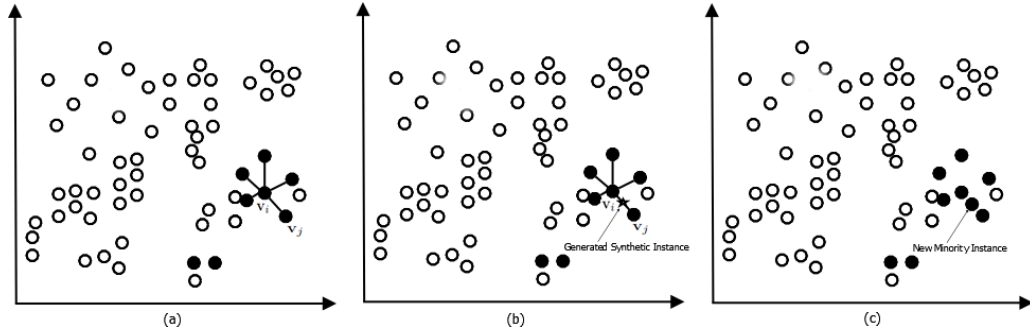 v_i
v_j
(a)
v_i
v_j
Generated Synthetic Instance
(b)
New Minority Instance
(c)